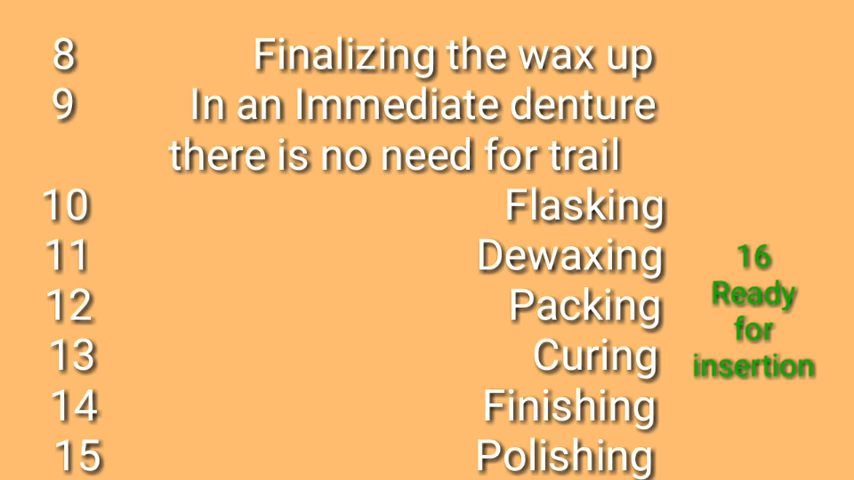 8 Finalizing the wax up
9 In an Immediate denture
there is no need for trail
10 Flasking
11 Dewaxing
12 Packing
13 Curing
14 Finishing
15 Polishing
16
Ready
for
insertion